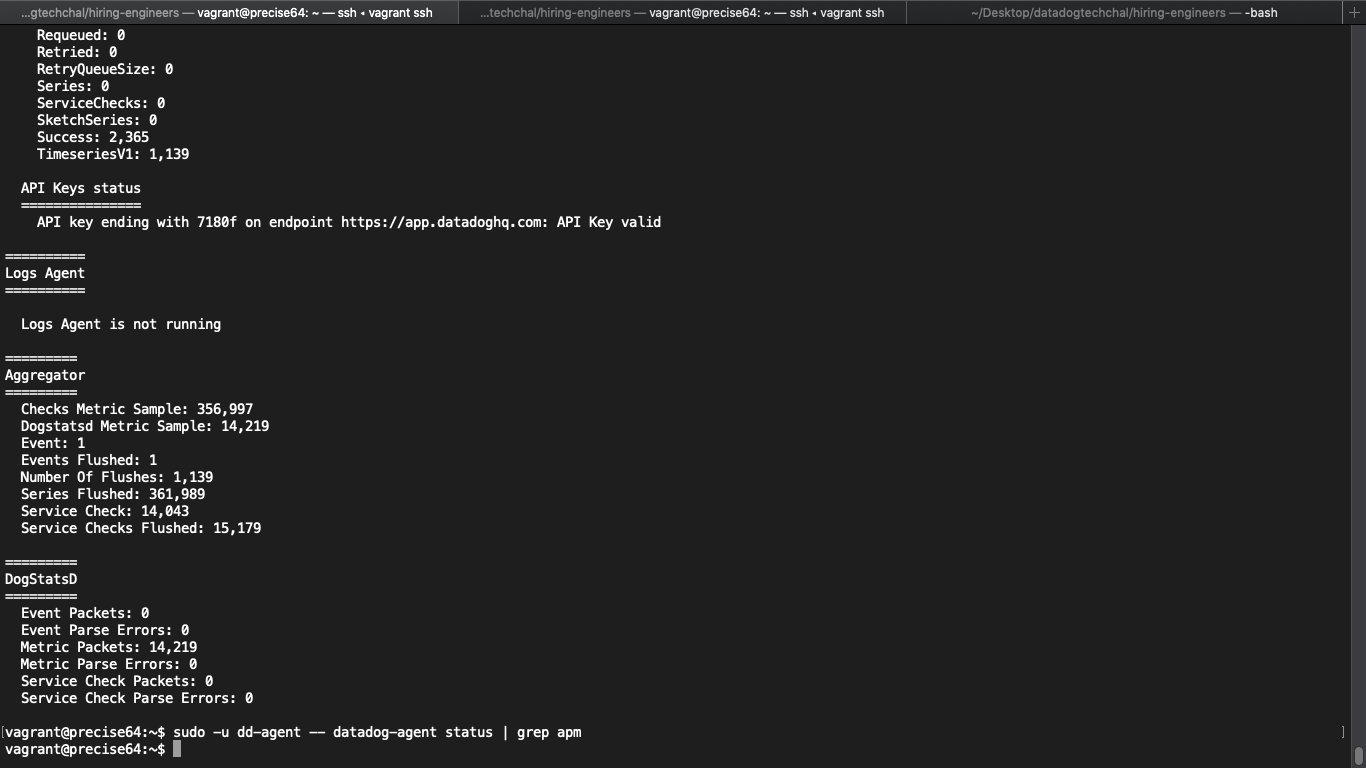 ...gtechchal/hiring-engineers — vagrant@precise64: ~ — ssh ◂ vagrant ssh
...techchal/hiring-engineers — vagrant@precise64: ~ — ssh ◂ vagrant ssh
~/Desktop/datadogtechchal/hiring-engineers — -bash
+
Requeued: 0
Retried: 0
RetryQueueSize: 0
Series: 0
ServiceChecks: 0
SketchSeries: 0
Success: 2,365
TimeseriesV1: 1,139
API Keys status
===============
API key ending with 7180f on endpoint https://app.datadoghq.com: API Key valid
==========
Logs Agent
==========
Logs Agent is not running
=========
Aggregator
=========
Checks Metric Sample: 356,997
Dogstatsd Metric Sample: 14,219
Event: 1
Events Flushed: 1
Number Of Flushes: 1,139
Series Flushed: 361,989
Service Check: 14,043
Service Checks Flushed: 15,179
=========
DogStatsD
=========
Event Packets: 0
Event Parse Errors: 0
Metric Packets: 14,219
Metric Parse Errors: 0
Service Check Packets: 0
Service Check Parse Errors: 0
[vagrant@precise64:~$ sudo -u dd-agent -- datadog-agent status | grep apm ]
vagrant@precise64:~$